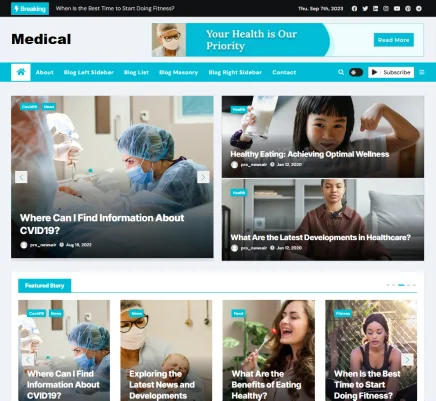 Breaking
When Is the Best Time to Start Doing Fitness?
Thu. Sep 7th, 2023
Medical
Your Health is Our
Priority
Read More
About
Blog Left Sidebar
Blog List
Blog Masonry
Blog Right Sidebar
Contact
Subscribe
Covid19
News
Where Can I Find Information About
CVID19?
pro_newsair
Aug 16, 2022
Health
Healthy Eating: Achieving Optimal Wellness
pro_newsair
Jan 12, 2020
Health
What Are the Latest Developments in Healthcare?
pro_newsair
Jan 12, 2020
Featured Story
Covid19
News
Where Can I Find
Information About
CVID19?
News
Exploring the
Latest News and
Developments
Food
What Are the
Benefits of Eating
Healthy?
Fitness
When Is the Best
Time to Start
Doing Fitness?